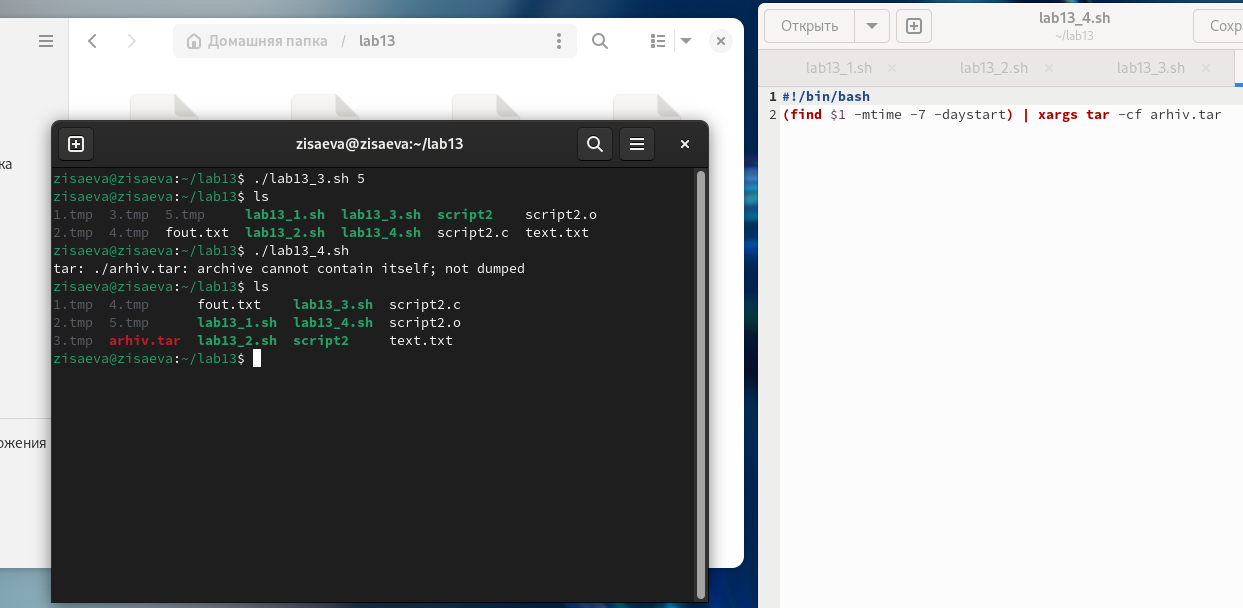 Домашняя папка / lab13
ка
ожения
zisaeva@zisaeva:~/lab13
zisaeva@zisaeva:~/lab13$ ./lab13_3.sh 5
zisaeva@zisaeva:~/lab13$ ls
1.tmp 3.tmp 5.tmp lab13_1.sh lab13_3.sh script2 script2.o
2.tmp 4.tmp fout.txt lab13_2.sh lab13_4.sh script2.c text.txt
zisaeva@zisaeva:~/lab13$ ./lab13_4.sh
tar: ./arhiv.tar: archive cannot contain itself; not dumped
zisaeva@zisaeva:~/lab13$ ls
1.tmp 4.tmp fout.txt lab13_3.sh script2.c
2.tmp 5.tmp lab13_1.sh lab13_4.sh script2.o
3.tmp arhiv.tar lab13_2.sh script2 text.txt
zisaeva@zisaeva:~/lab13$
Открыть
lab13_4.sh
~/lab13
Сохр
lab13_1.sh lab13_2.sh lab13_3.sh
1 #!/bin/bash
2 (find $1 -mtime -7 -daystart) | xargs tar -cf arhiv.tar